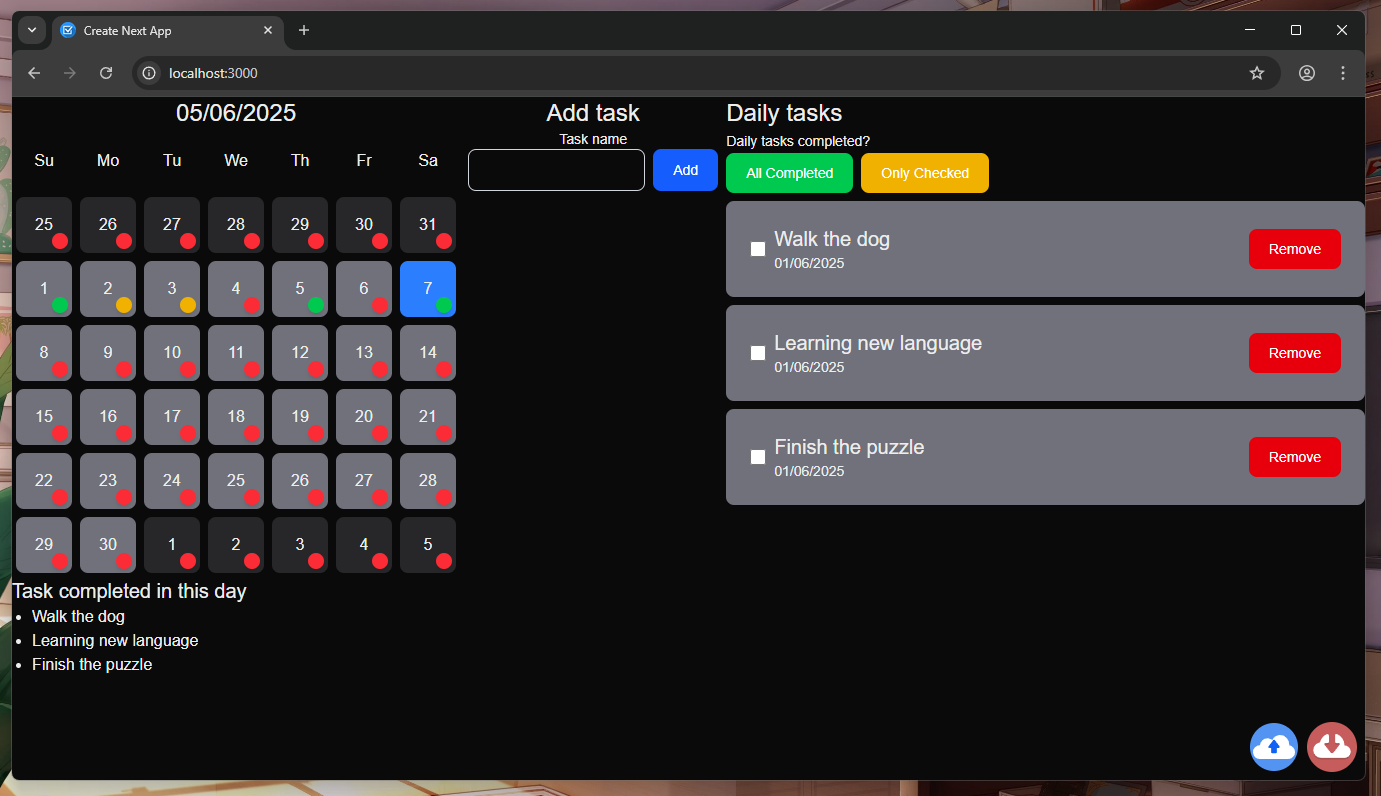 Create Next App
localhost:3000
05/06/2025
Su Mo Tu We Th Fr Sa
25 26 27 28 29 30 31
1 2 3 4 5 6 7
8 9 10 11 12 13 14
15 16 17 18 19 20 21
22 23 24 25 26 27 28
29 30 1 2 3 4 5
Task completed in this day
Walk the dog
Learning new language
Finish the puzzle
Add task
Task name
Add
Daily tasks
Daily tasks completed?
All Completed Only Checked
Walk the dog
01/06/2025
Remove
Learning new language
01/06/2025
Remove
Finish the puzzle
01/06/2025
Remove